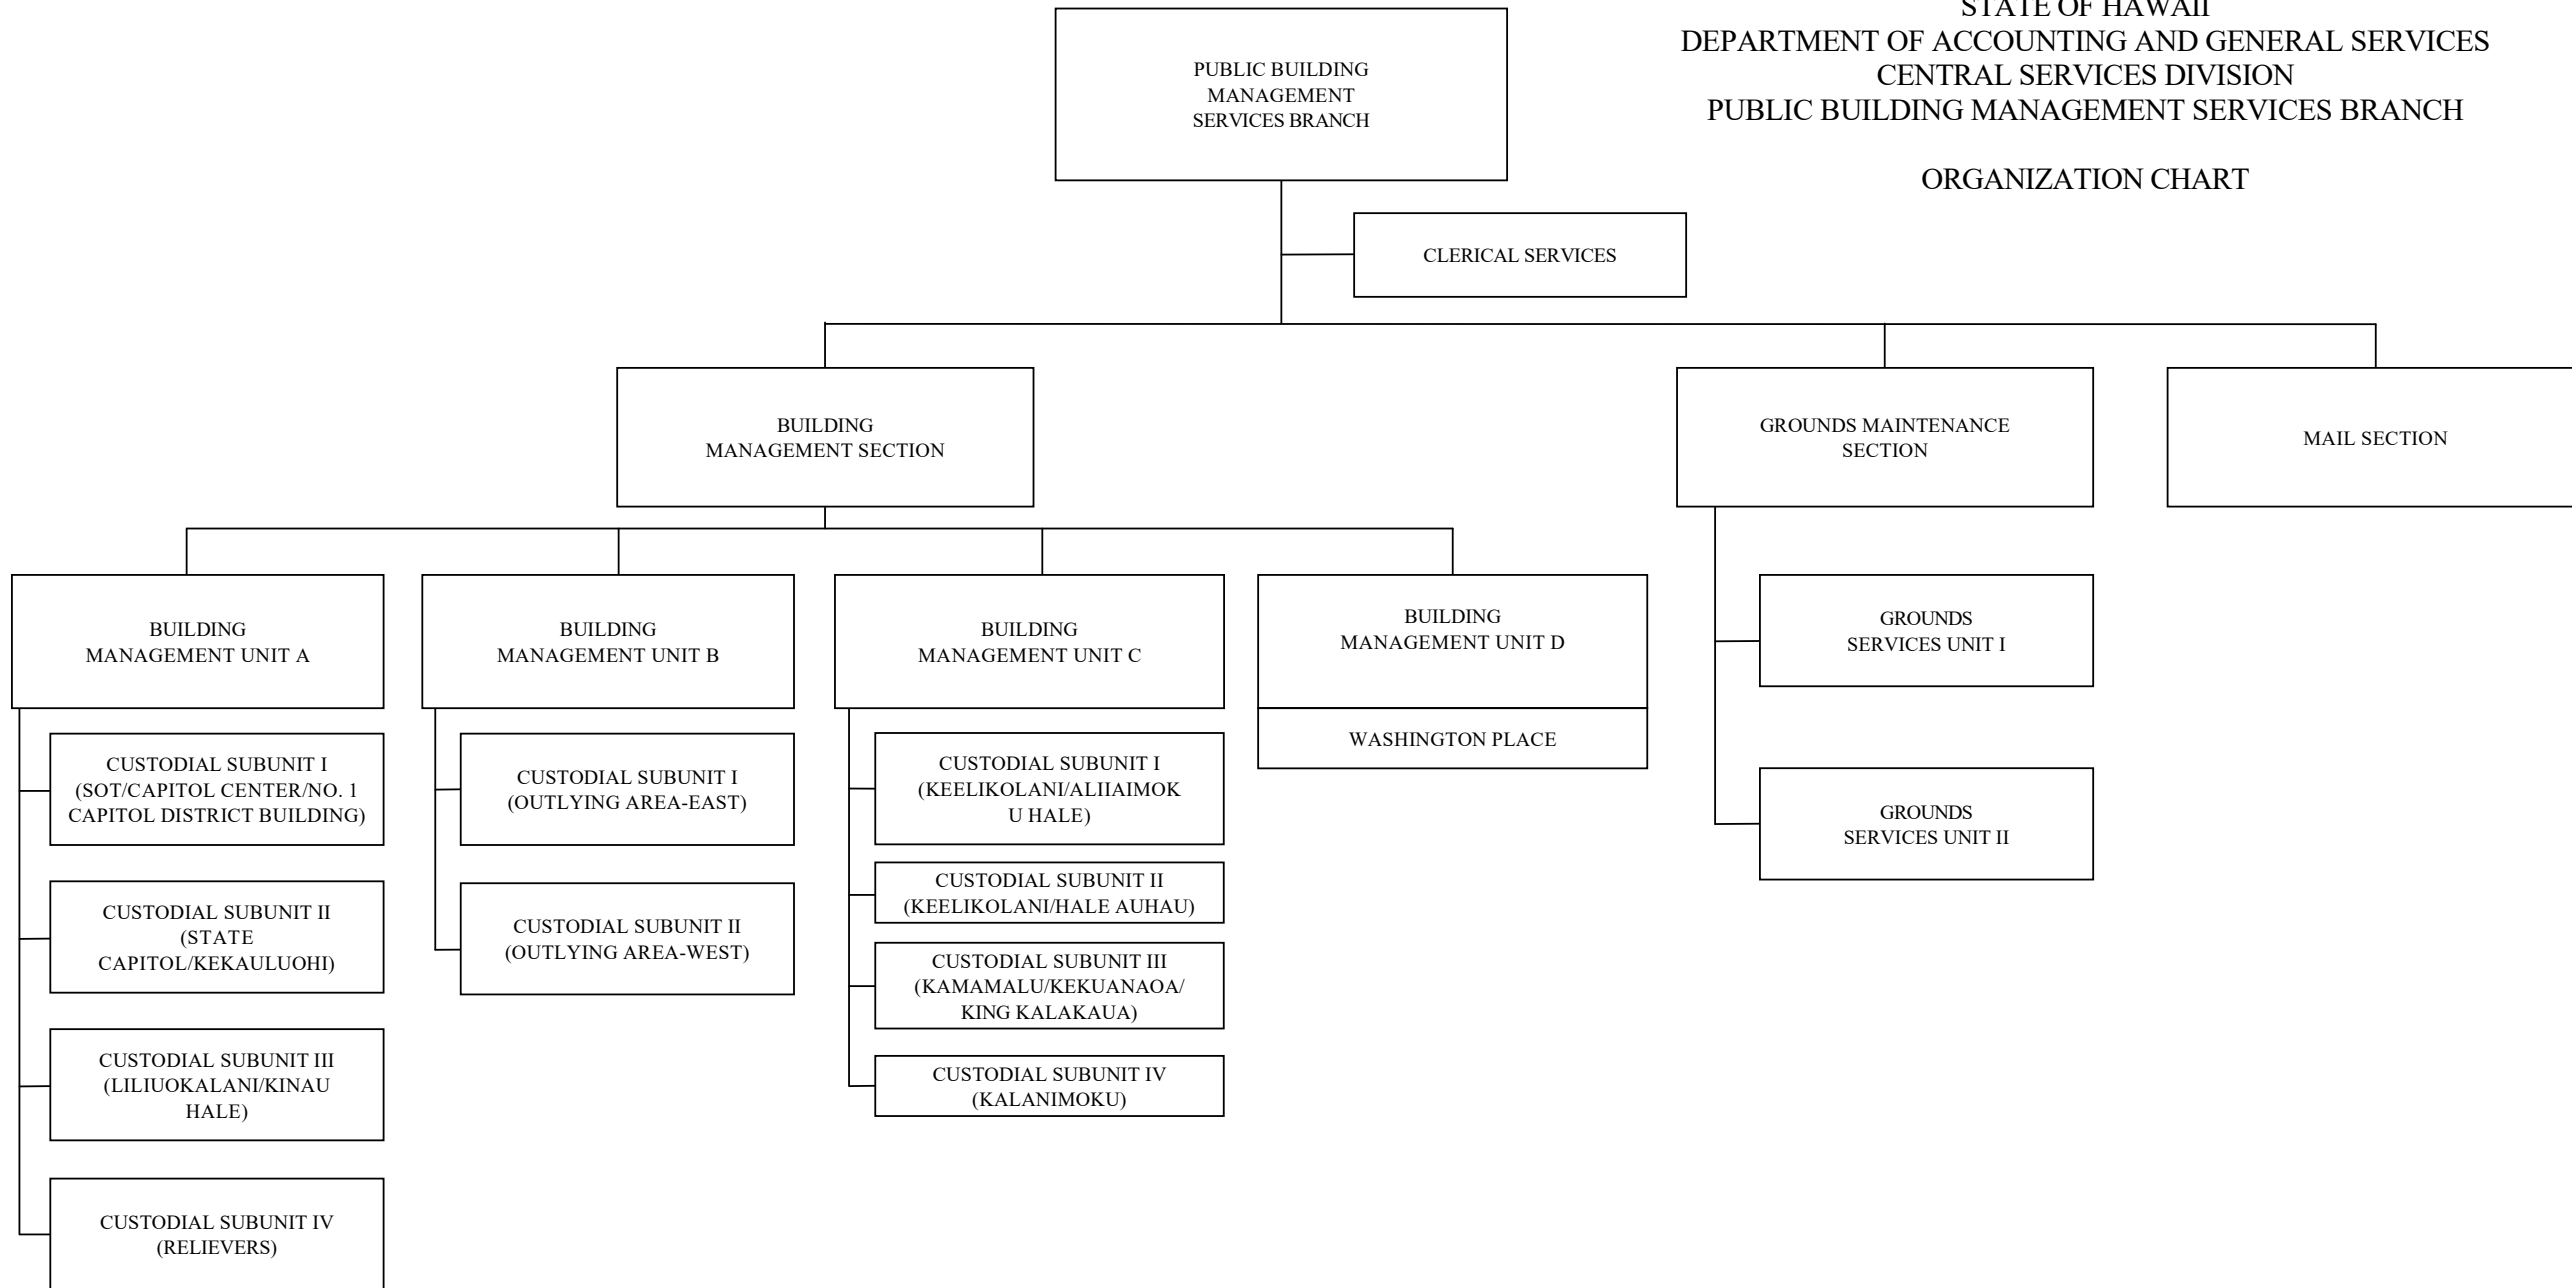 STATE OF HAWAII
DEPARTMENT OF ACCOUNTING AND GENERAL SERVICES
CENTRAL SERVICES DIVISION
PUBLIC BUILDING MANAGEMENT SERVICES BRANCH
ORGANIZATION CHART
PUBLIC BUILDING
MANAGEMENT
SERVICES BRANCH
CLERICAL SERVICES
BUILDING
MANAGEMENT SECTION
GROUNDS MAINTENANCE
SECTION
MAIL SECTION
BUILDING
MANAGEMENT UNIT A
CUSTODIAL SUBUNIT I
(SOT/CAPITOL CENTER/NO. 1
CAPITOL DISTRICT BUILDING)
CUSTODIAL SUBUNIT II
(STATE
CAPITOL/KEKAULUOHI)
CUSTODIAL SUBUNIT III
(LILIUOKALANI/KINAU
HALE)
CUSTODIAL SUBUNIT IV
(RELIEVERS)
BUILDING
MANAGEMENT UNIT B
CUSTODIAL SUBUNIT I
(OUTLYING AREA-EAST)
CUSTODIAL SUBUNIT II
(OUTLYING AREA-WEST)
BUILDING
MANAGEMENT UNIT C
CUSTODIAL SUBUNIT I
(KEELIKOLANI/ALIIAIMOK
U HALE)
CUSTODIAL SUBUNIT II
(KEELIKOLANI/HALE AUHAU)
CUSTODIAL SUBUNIT III
(KAMAMALU/KEKUANAOA/
KING KALAKAUA)
CUSTODIAL SUBUNIT IV
(KALANIMOKU)
BUILDING
MANAGEMENT UNIT D
WASHINGTON PLACE
GROUNDS
SERVICES UNIT I
GROUNDS
SERVICES UNIT II